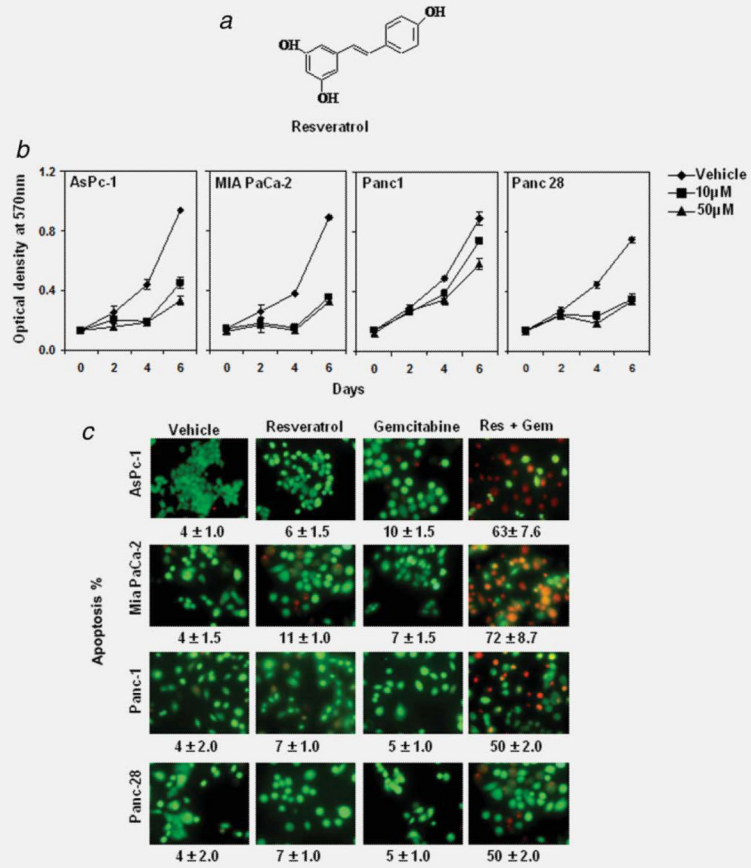 a
OH
OH
OH
Resveratrol
b
Optical density at 570nm
1.2
0.8
0.4
0.0
AsPc-1
MIA PaCa-2
Panc1
Panc 28
Vehicle
10µM
50µM
0 2 4 6 0 2 4 6 0 2 4 6 0 2 4 6
Days
c
Vehicle Resveratrol Gemcitabine Res + Gem
Apoptosis %
AsPc-1
4 ± 1.0 6 ± 1.5 10 ± 1.5 63± 7.6
Mia PaCa-2
4 ± 1.5 11 ± 1.0 7 ± 1.5 72 ± 8.7
Panc-1
4 ± 2.0 7 ± 1.0 5 ± 1.0 50 ± 2.0
Panc-28
4 ± 2.0 7 ± 1.0 5 ± 1.0 50 ± 2.0